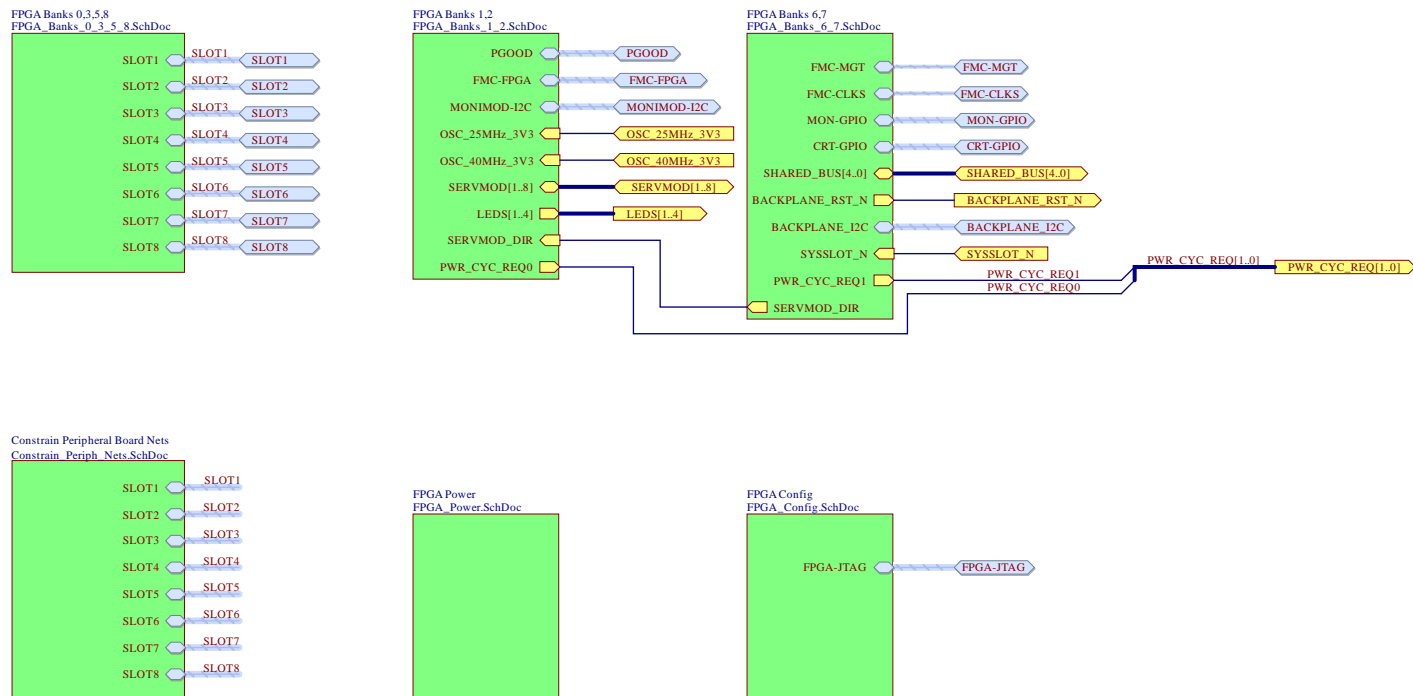 FPGA Banks 0,3,5,8
FPGA_Banks_0_3_5_8.SchDoc
SLOT1 SLOT1 SLOT1
SLOT2 SLOT2 SLOT2
SLOT3 SLOT3 SLOT3
SLOT4 SLOT4 SLOT4
SLOT5 SLOT5 SLOT5
SLOT6 SLOT6 SLOT6
SLOT7 SLOT7 SLOT7
SLOT8 SLOT8 SLOT8
FPGA Banks 1,2
FPGA_Banks_1_2.SchDoc
PGOOD PGOOD
FMC-FPGA FMC-FPGA
MONIMOD-I2C MONIMOD-I2C
OSC_25MHz_3V3 OSC_25MHz_3V3
OSC_40MHz_3V3 OSC_40MHz_3V3
SERVMOD[1..8] SERVMOD[1..8]
LEDS[1..4] LEDS[1..4]
SERVMOD_DIR
PWR_CYC_REQ0
FPGA Banks 6,7
FPGA_Banks_6_7.SchDoc
FMC-MGT FMC-MGT
FMC-CLKS FMC-CLKS
MON-GPIO MON-GPIO
CRT-GPIO CRT-GPIO
SHARED_BUS[4..0] SHARED_BUS[4..0]
BACKPLANE_RST_N BACKPLANE_RST_N
BACKPLANE_I2C BACKPLANE_I2C
SYSSLOT_N SYSSLOT_N
PWR_CYC_REQ1 PWR_CYC_REQ1 PWR_CYC_REQ[1..0] PWR_CYC_REQ[1..0]
PWR_CYC_REQ0
SERVMOD_DIR
Constrain Peripheral Board Nets
Constrain_Periph_Nets.SchDoc
SLOT1 SLOT1
SLOT2 SLOT2
SLOT3 SLOT3
SLOT4 SLOT4
SLOT5 SLOT5
SLOT6 SLOT6
SLOT7 SLOT7
SLOT8 SLOT8
FPGA Power
FPGA_Power.SchDoc
FPGA Config
FPGA_Config.SchDoc
FPGA-JTAG FPGA-JTAG